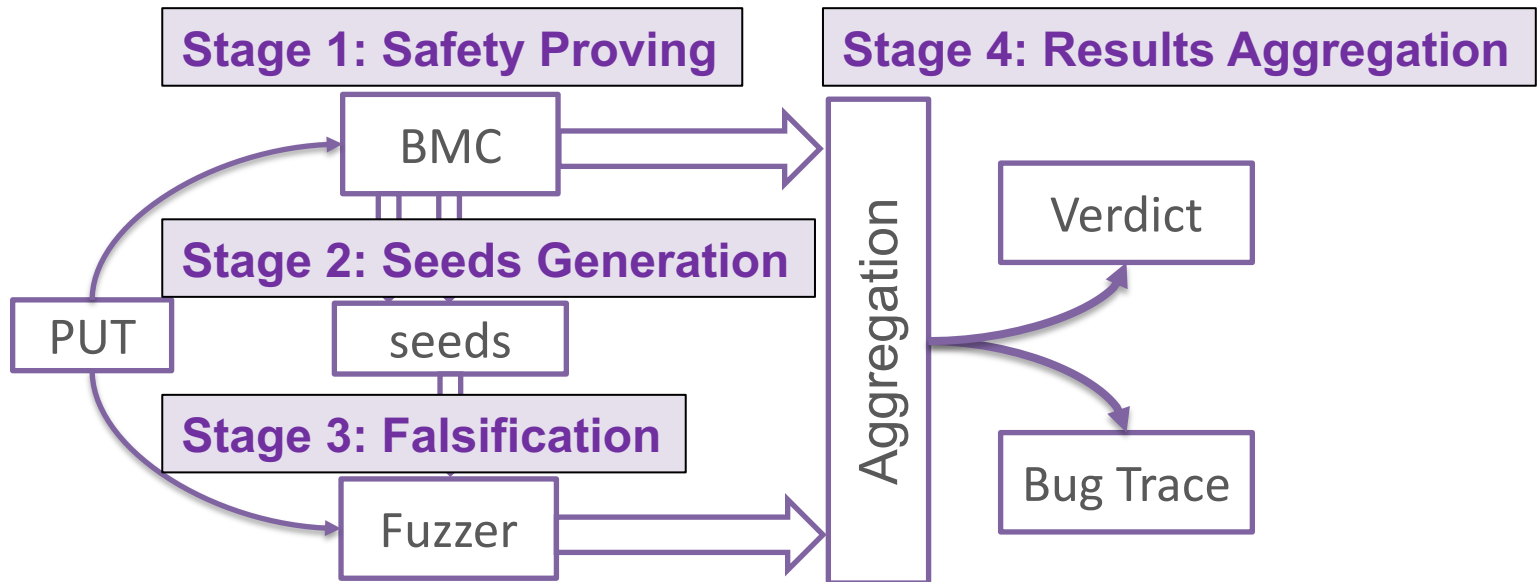 Stage 1: Safety Proving
Stage 4: Results Aggregation
BMC
Stage 2: Seeds Generation
PUT
seeds
Stage 3: Falsification
Fuzzer
Aggregation
Verdict
Bug Trace